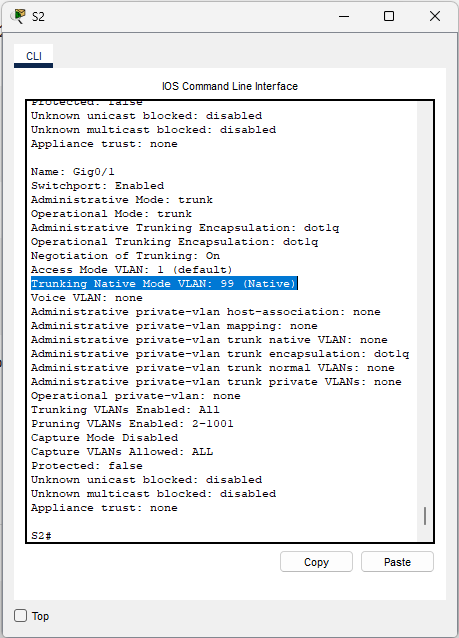 S2
CLI
IOS Command Line Interface
Protected: false
Unknown unicast blocked: disabled
Unknown multicast blocked: disabled
Appliance trust: none
Name: Gig0/1
Switchport: Enabled
Administrative Mode: trunk
Operational Mode: trunk
Administrative Trunking Encapsulation: dot1q
Operational Trunking Encapsulation: dot1q
Negotiation of Trunking: On
Access Mode VLAN: 1 (default)
Trunking Native Mode VLAN: 99 (Native)
Voice VLAN: none
Administrative private-vlan host-association: none
Administrative private-vlan mapping: none
Administrative private-vlan trunk native VLAN: none
Administrative private-vlan trunk encapsulation: dot1q
Administrative private-vlan trunk normal VLANs: none
Administrative private-vlan trunk private VLANs: none
Operational private-vlan: none
Trunking VLANs Enabled: All
Pruning VLANs Enabled: 2-1001
Capture Mode Disabled
Capture VLANs Allowed: ALL
Protected: false
Unknown unicast blocked: disabled
Unknown multicast blocked: disabled
Appliance trust: none
S2#
Copy
Paste
Top